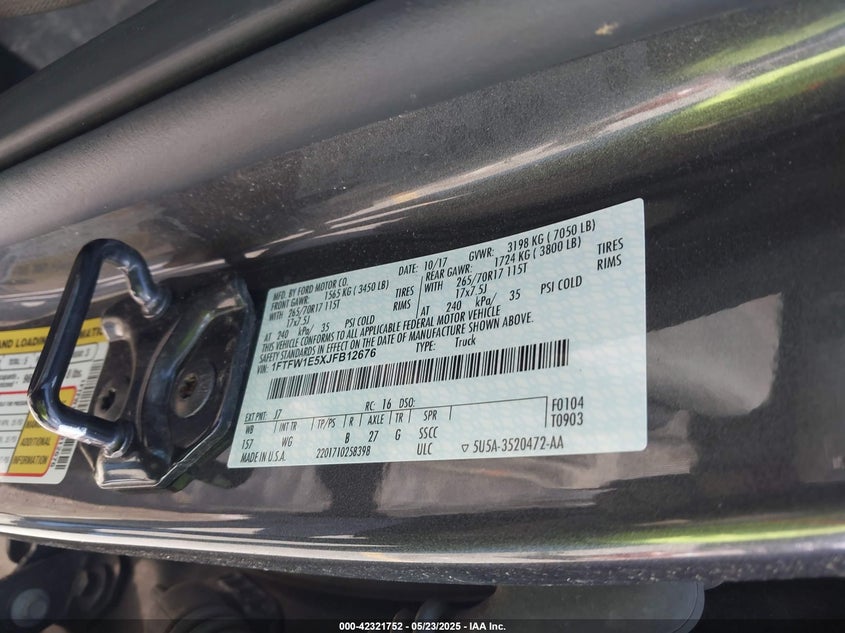 MFD. BY FORD MOTOR CO.
DATE: 10/17 GVWR: 3198 KG ( 7050 LB)
FRONT GAWR: 1565 KG ( 3450 LB) REAR GAWR: 1724 KG ( 3800 LB)
WITH 265/70R17 115T TIRES WITH 265/70R17 115T TIRES
17x7.5J RIMS 17x7.5J RIMS
AT 240 kPa/ 35 PSI COLD AT 240 kPa/ 35 PSI COLD
THIS VEHICLE CONFORMS TO ALL APPLICABLE FEDERAL MOTOR VEHICLE
SAFETY STANDARDS IN EFFECT ON THE DATE OF MANUFACTURE SHOWN ABOVE.
VIN: 1FTFW1E5XJFB12676 TYPE: Truck
EXT PNT: J7 RC: 16 DSO: F0104
WB INT TR TP/PS R AXLE TR SPR T0903
157 WG B 27 G SSCC
MADE IN U.S.A. 220171025839B ULC ▽ 5U5A-3520472-AA
AND LOADING
TOTAL 5
ADDITIONAL
INFORMATION
000-42321752 - 05/23/2025 - IAA Inc.